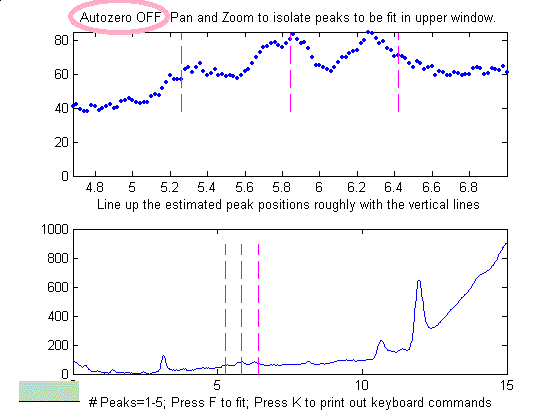 Autozero OFF Pan and Zoom to isolate peaks to be fit in upper window.
80
60
40
20
0
4.8 5 5.2 5.4 5.6 5.8 6 6.2 6.4 6.6 6.8
Line up the estimated peak positions roughly with the vertical lines
1000
800
600
400
200
0
5 10 15
# Peaks=1-5; Press F to fit; Press K to print out keyboard commands